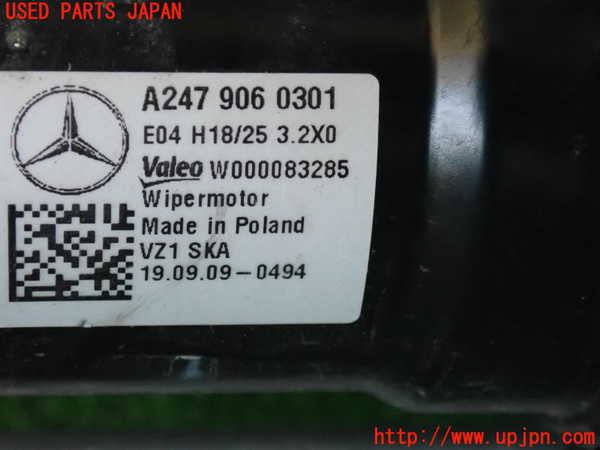 USED PARTS JAPAN
A247 906 0301
E04 H18/25 3.2X0
Valeo W000083285
Wipermotor
Made in Poland
VZ1 SKA
19.09.09-0494
http://www.upjpn.com/